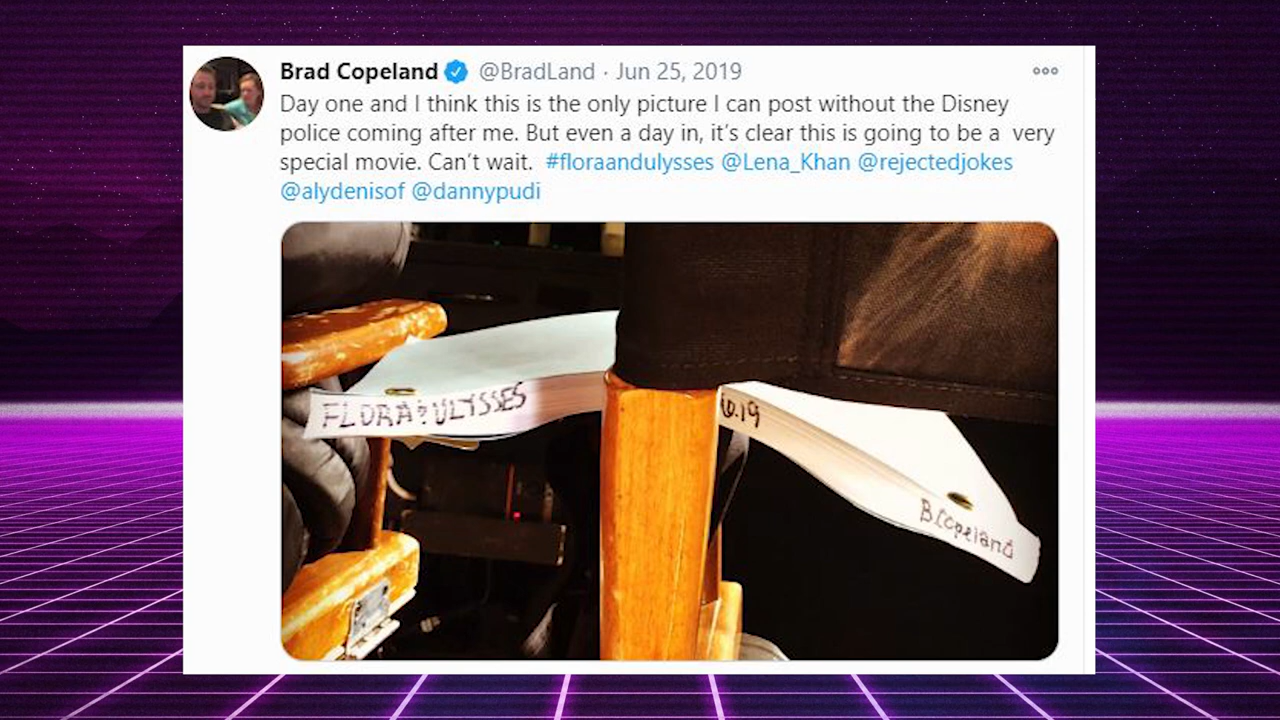 Brad Copeland @BradLand · Jun 25, 2019
Day one and I think this is the only picture I can post without the Disney
police coming after me. But even a day in, it's clear this is going to be a  very
special movie. Can't wait.  #floraandulysses @Lena_Khan @rejectedjokes
@alydenisof @dannypudi
FLORA & ULYSSES
6.19
B.Copeland